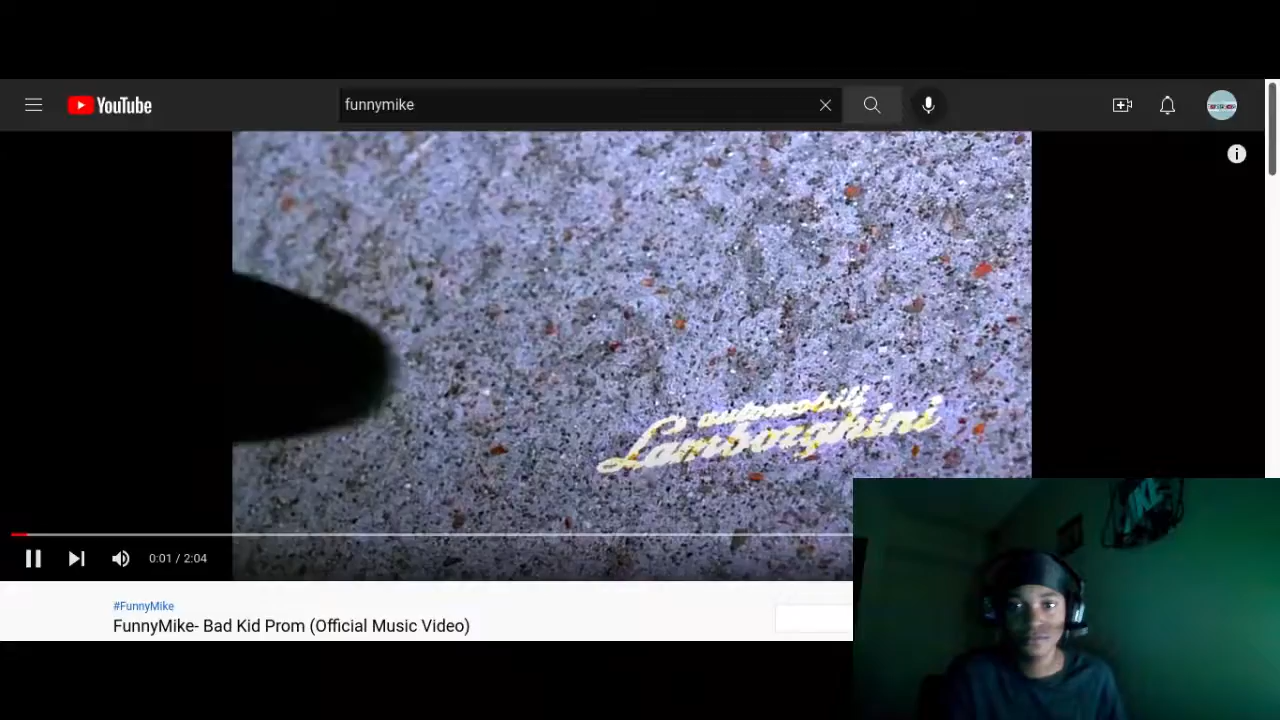 YouTube
funnymike
automobili
Lamborghini
0:01 / 2:04
#FunnyMike
FunnyMike- Bad Kid Prom (Official Music Video)